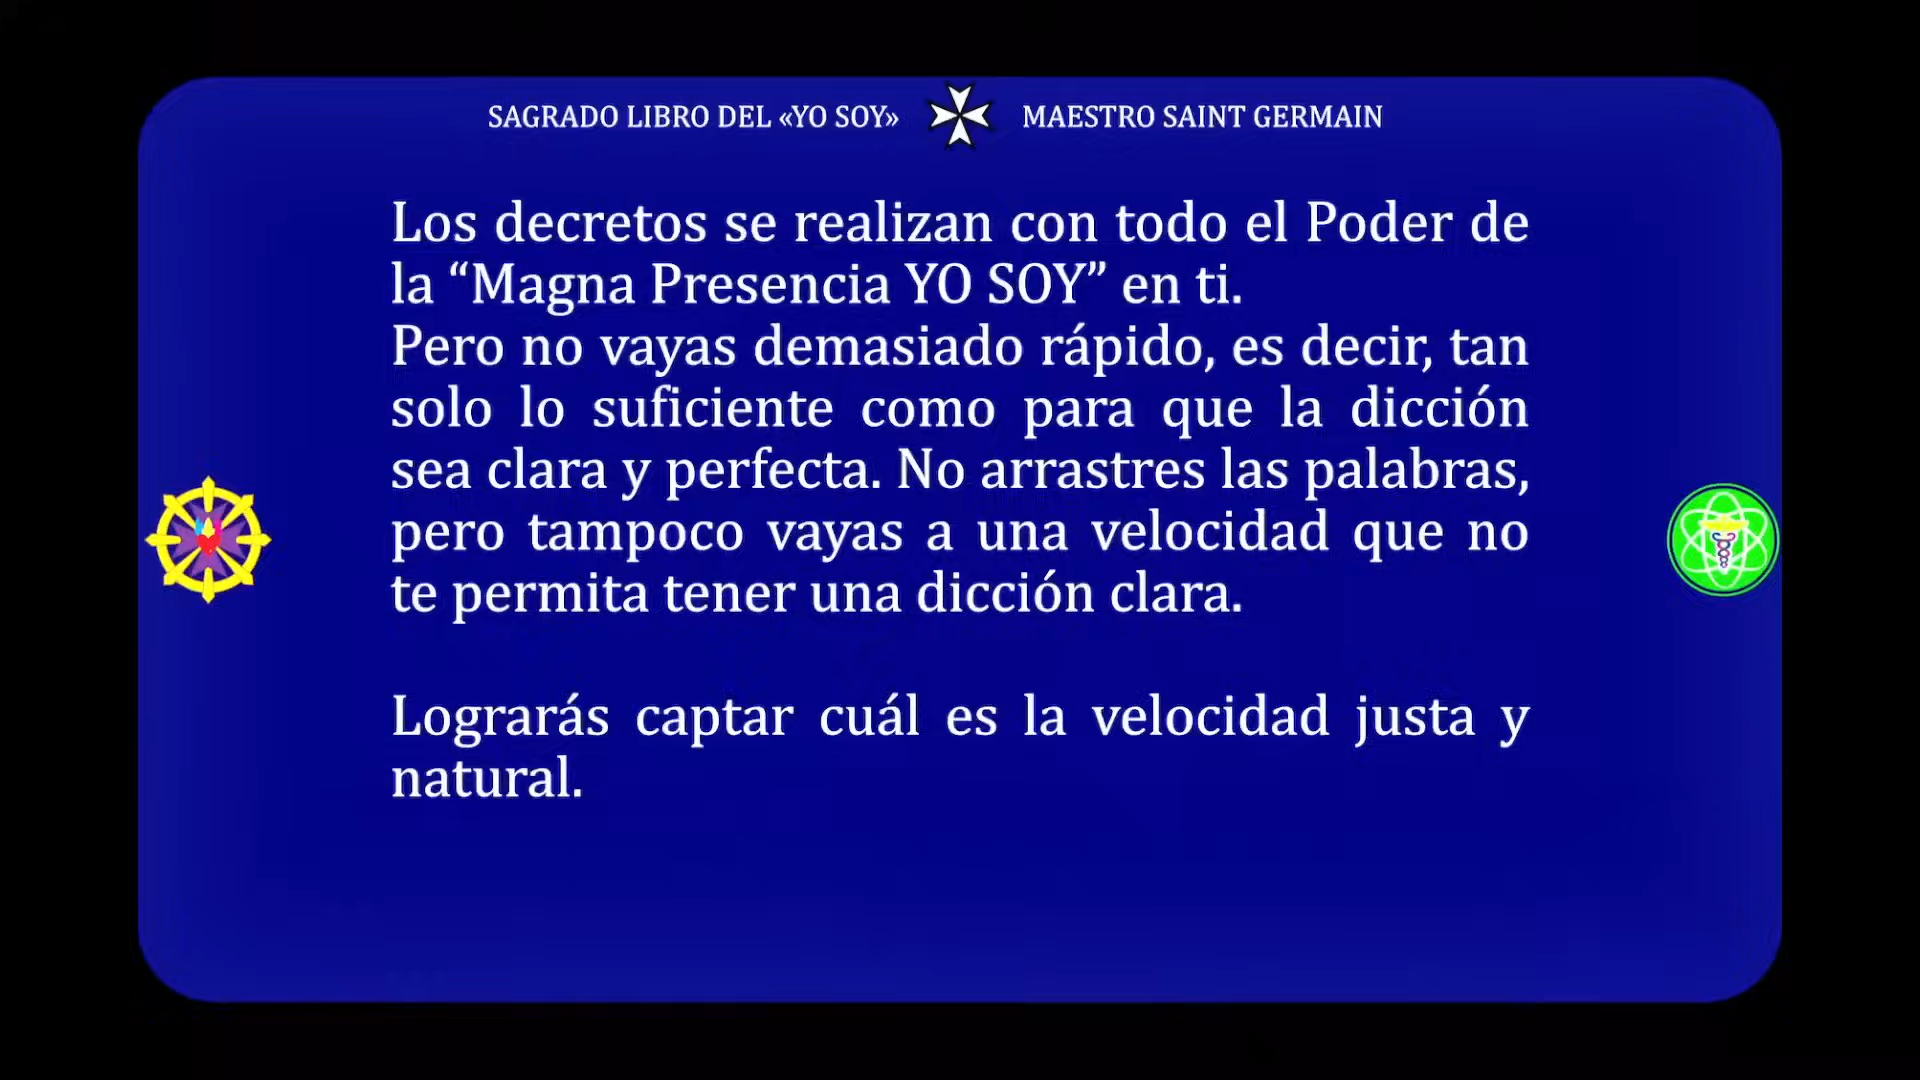 SAGRADO LIBRO DEL «YO SOY» MAESTRO SAINT GERMAIN
Los decretos se realizan con todo el Poder de
la “Magna Presencia YO SOY” en ti.
Pero no vayas demasiado rápido, es decir, tan
solo lo suficiente como para que la dicción
sea clara y perfecta. No arrastres las palabras,
pero tampoco vayas a una velocidad que no
te permita tener una dicción clara.
Lograrás captar cuál es la velocidad justa y
natural.